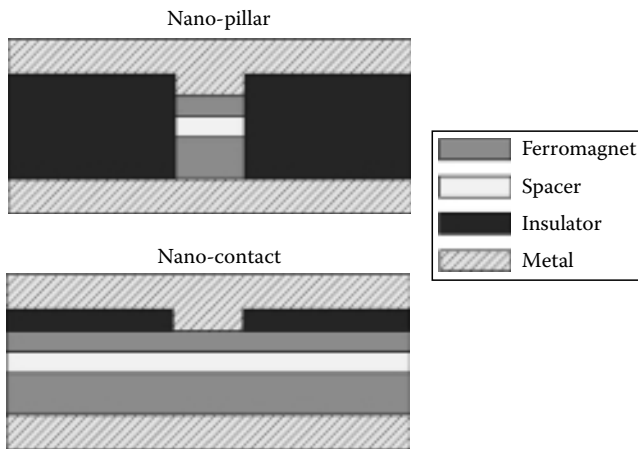 Nano-pillar
Ferromagnet
Spacer
Insulator
Metal
Nano-contact